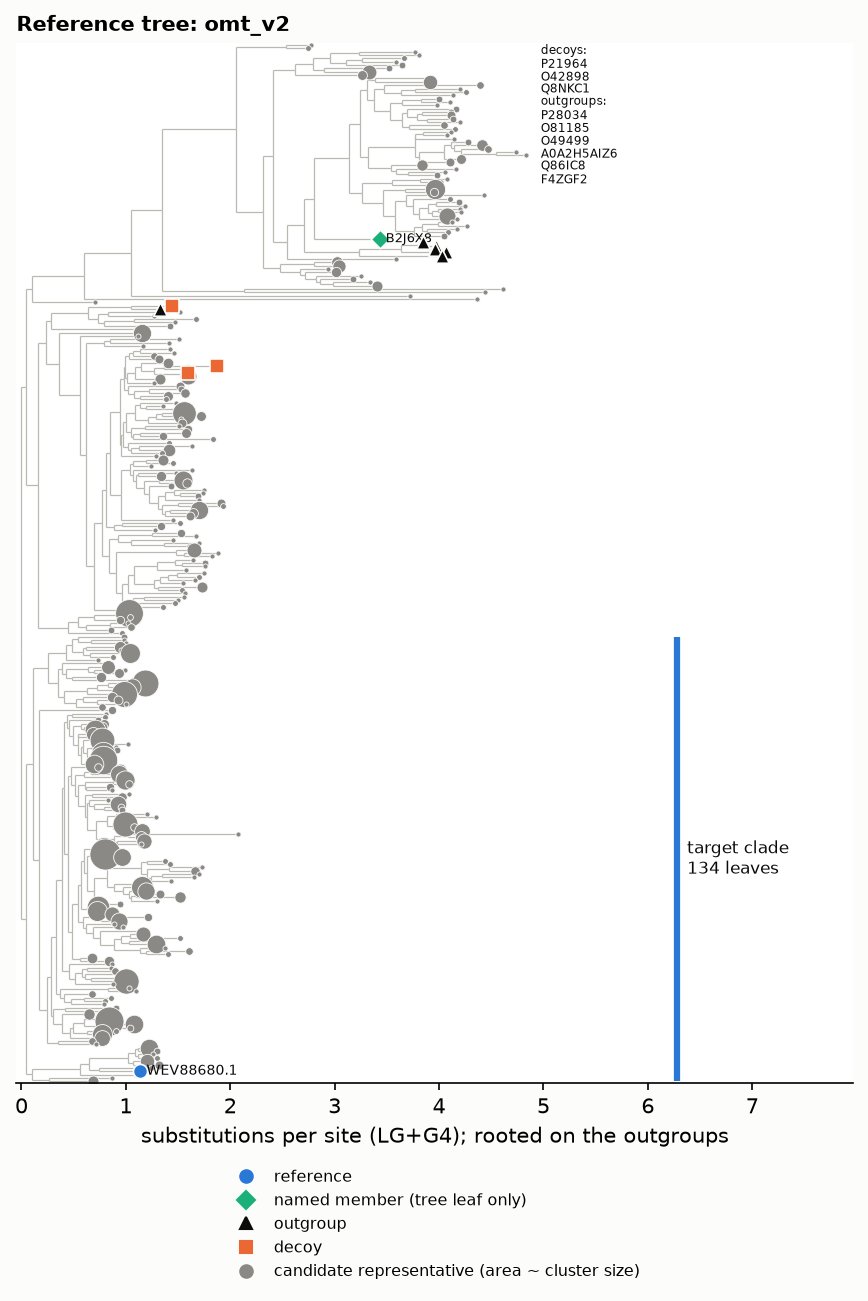 Reference tree: omt_v2
decoys:
P21964
O42898
Q8NKC1
outgroups:
P28034
O81185
O49499
A0A2H5AIZ6
Q86IC8
F4ZGF2
B2J6X8
WEV88680.1
target clade
134 leaves
0 1 2 3 4 5 6 7
substitutions per site (LG+G4); rooted on the outgroups
reference
named member (tree leaf only)
outgroup
decoy
candidate representative (area ~ cluster size)